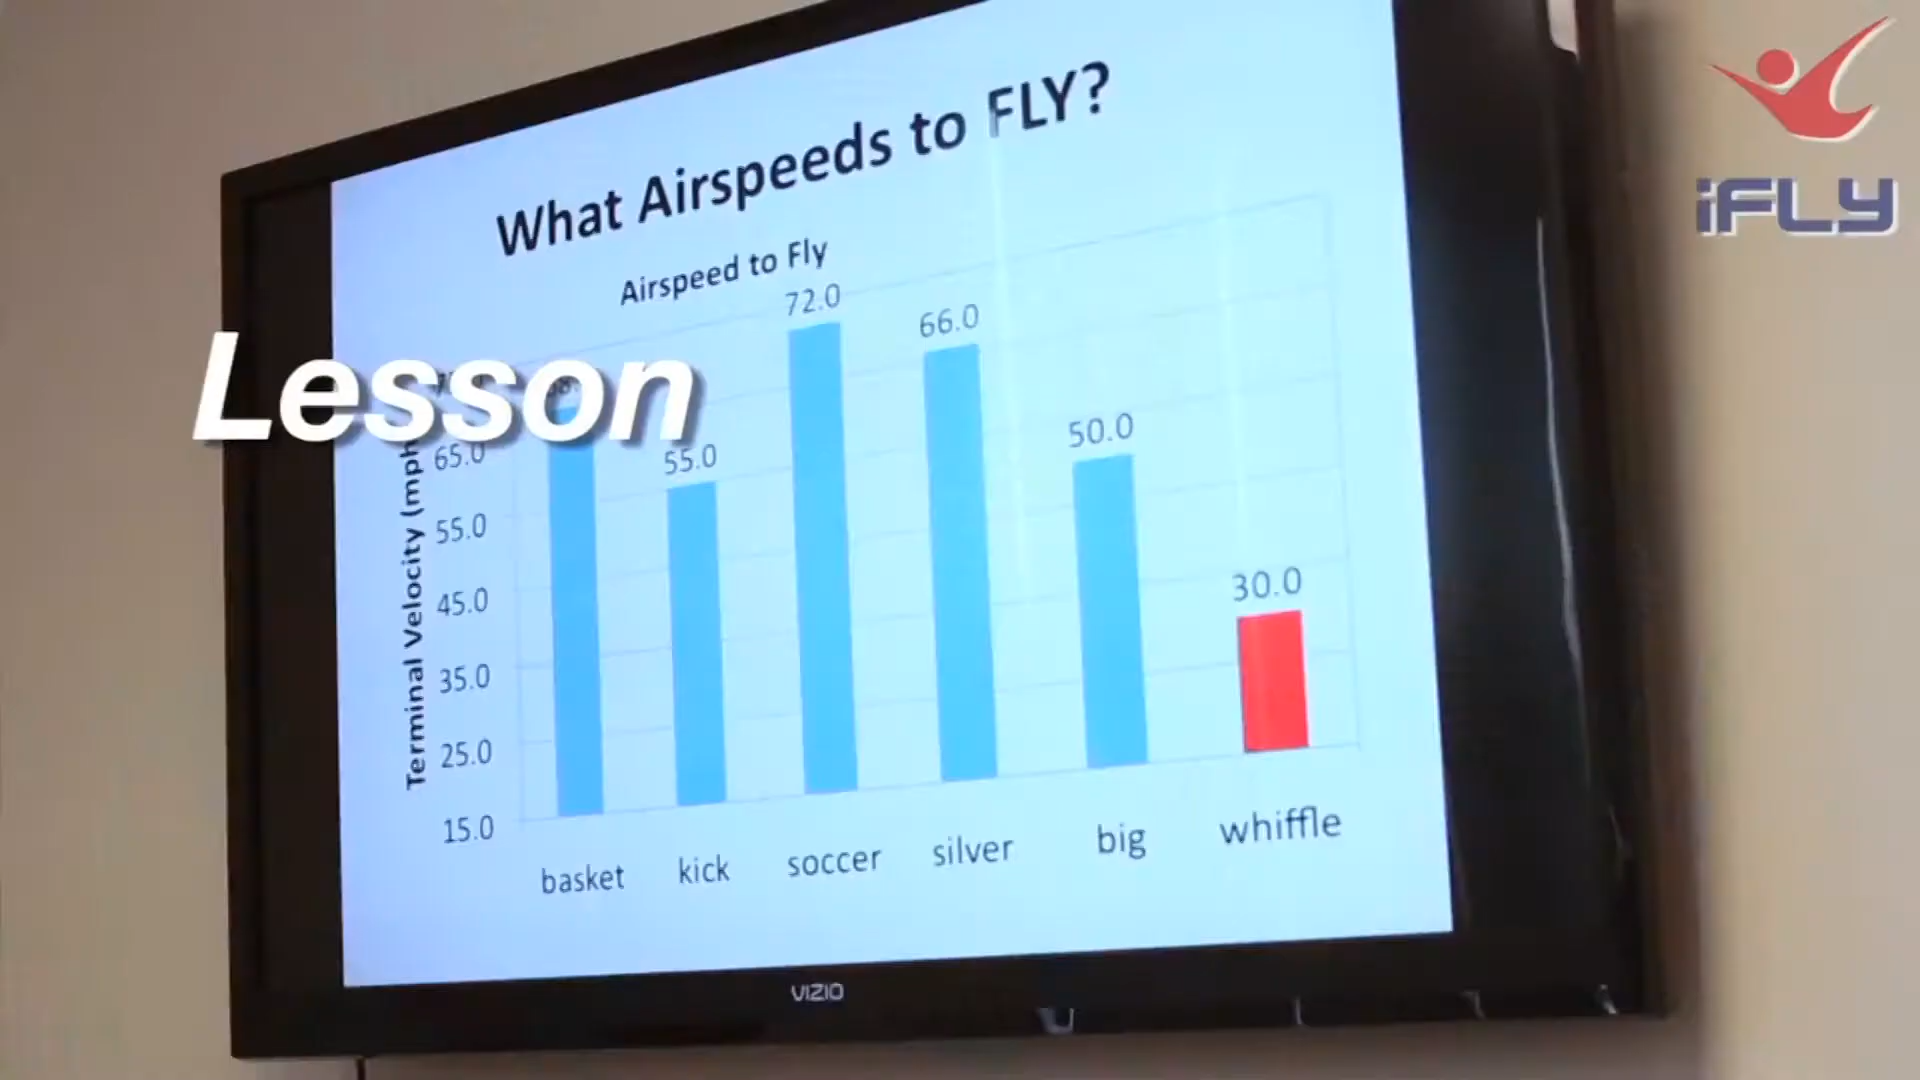 iFLY
What Airspeeds to FLY?
Airspeed to Fly
Lesson
72.0
66.0
55.0
50.0
30.0
Terminal Velocity (mph
65.0
55.0
45.0
35.0
25.0
15.0
basket kick soccer silver big whiffle
VIZIO